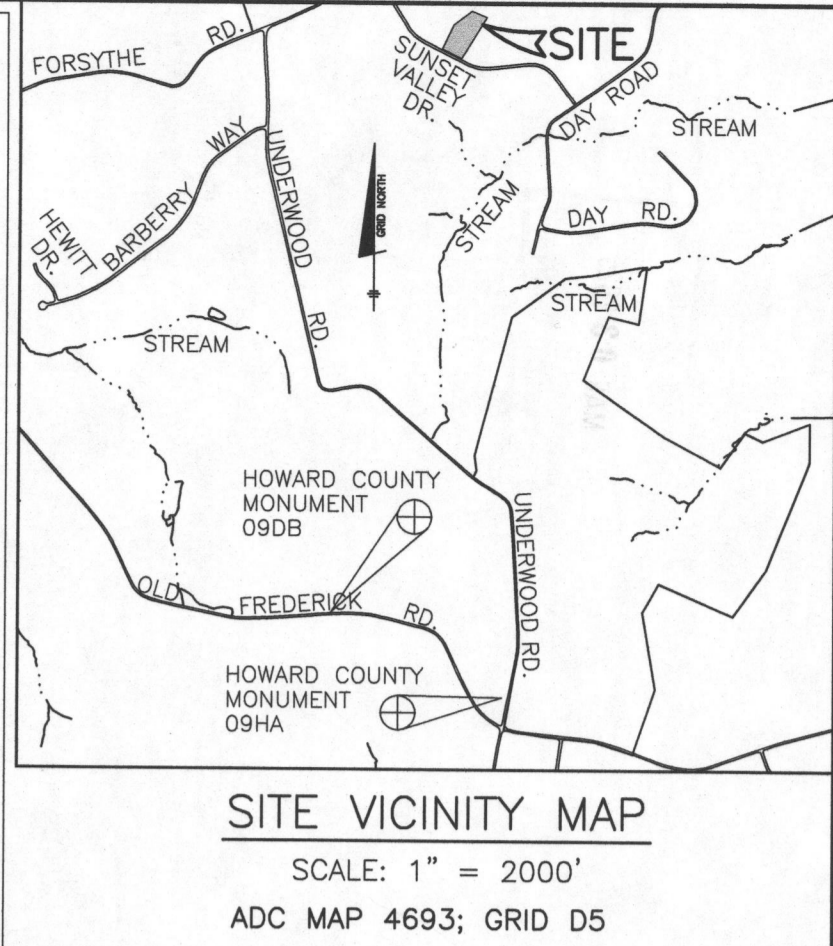 FORSYTHE RD.
SUNSET
VALLEY
DR.
SITE
DAY ROAD
STREAM
BARBERRY WAY
UNDERWOOD RD.
GRID NORTH
STREAM
DAY RD.
HEWITT
DR.
STREAM
STREAM
HOWARD COUNTY
MONUMENT
09DB
UNDERWOOD RD.
OLD FREDERICK RD.
HOWARD COUNTY
MONUMENT
09HA
SITE VICINITY MAP
SCALE: 1" = 2000'
ADC MAP 4693; GRID D5